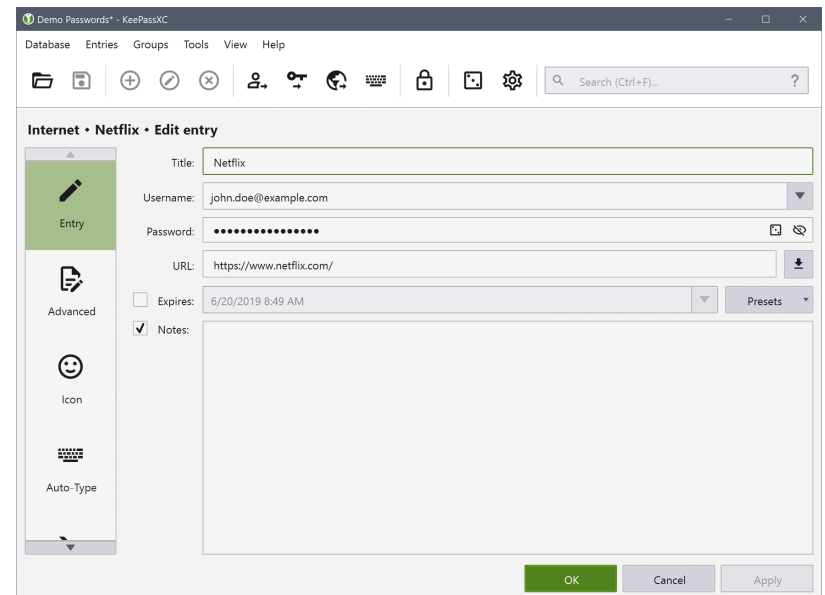 Demo Passwords* - KeePassXC
Database Entries Groups Tools View Help
Search (Ctrl+F)... ?
Internet • Netflix • Edit entry
Title: Netflix
Entry
Username: john.doe@example.com
Password: ●●●●●●●●●●●●●●●●
URL: https://www.netflix.com/
Advanced
Expires: 6/20/2019 8:49 AM Presets
Notes:
Icon
Auto-Type
OK Cancel Apply